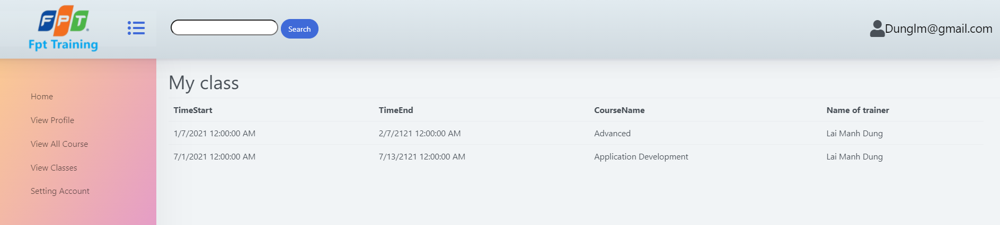 FPT
Fpt Training
Search
Dunglm@gmail.com
Home
View Profile
View All Course
View Classes
Setting Account
My class
TimeStart TimeEnd CourseName Name of trainer
1/7/2021 12:00:00 AM 2/7/2121 12:00:00 AM Advanced Lai Manh Dung
7/1/2021 12:00:00 AM 7/13/2121 12:00:00 AM Application Development Lai Manh Dung